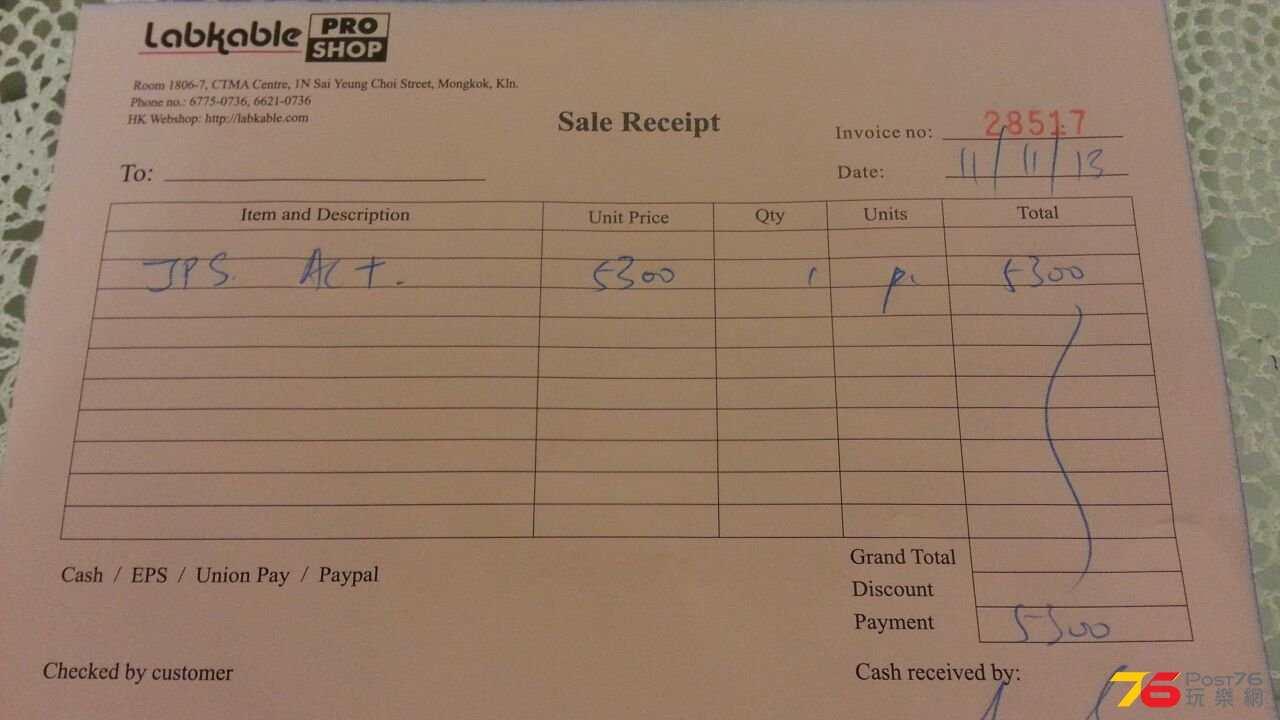 Labkable PRO SHOP
Room 1806-7, CTMA Centre, 1N Sai Yeung Choi Street, Mongkok, Kln.
Phone no.: 6775-0736, 6621-0736
HK Webshop: http://labkable.com
Sale Receipt
Invoice no: 28517
Date: 11/11/13
To:
Item and Description Unit Price Qty Units Total
JPS. ACT. 5300 1 pc 5300
Grand Total
Cash / EPS / Union Pay / Paypal
Discount
Payment 5300
Checked by customer
Cash received by:
76 Post76
玩樂網